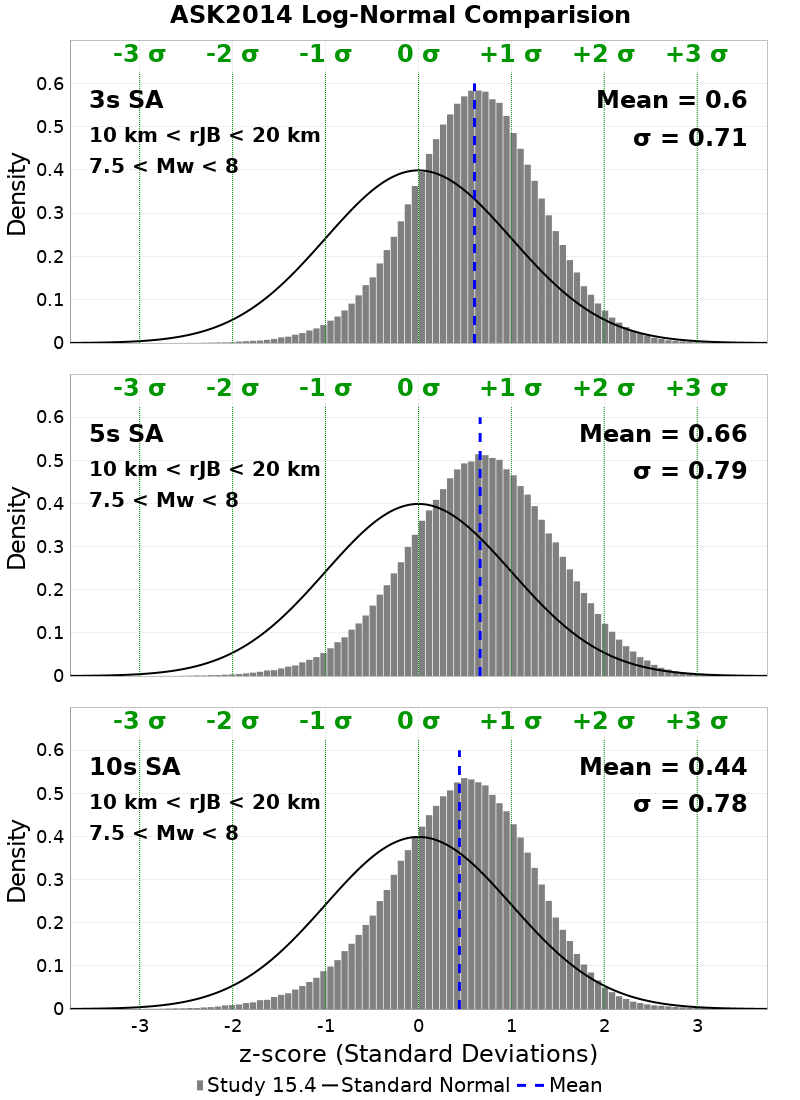 ASK2014 Log-Normal Comparision
-3 σ -2 σ -1 σ 0 σ +1 σ +2 σ +3 σ
0.6
3s SA
Mean = 0.6
0.5
10 km < rJB < 20 km
σ = 0.71
7.5 < Mw < 8
0.4
0.3
0.2
0.1
0
Density
-3 σ -2 σ -1 σ 0 σ +1 σ +2 σ +3 σ
0.6
5s SA
Mean = 0.66
0.5
10 km < rJB < 20 km
σ = 0.79
7.5 < Mw < 8
0.4
0.3
0.2
0.1
0
Density
-3 σ -2 σ -1 σ 0 σ +1 σ +2 σ +3 σ
0.6
10s SA
Mean = 0.44
0.5
10 km < rJB < 20 km
σ = 0.78
7.5 < Mw < 8
0.4
0.3
0.2
0.1
0
Density
-3 -2 -1 0 1 2 3
z-score (Standard Deviations)
Study 15.4 Standard Normal Mean